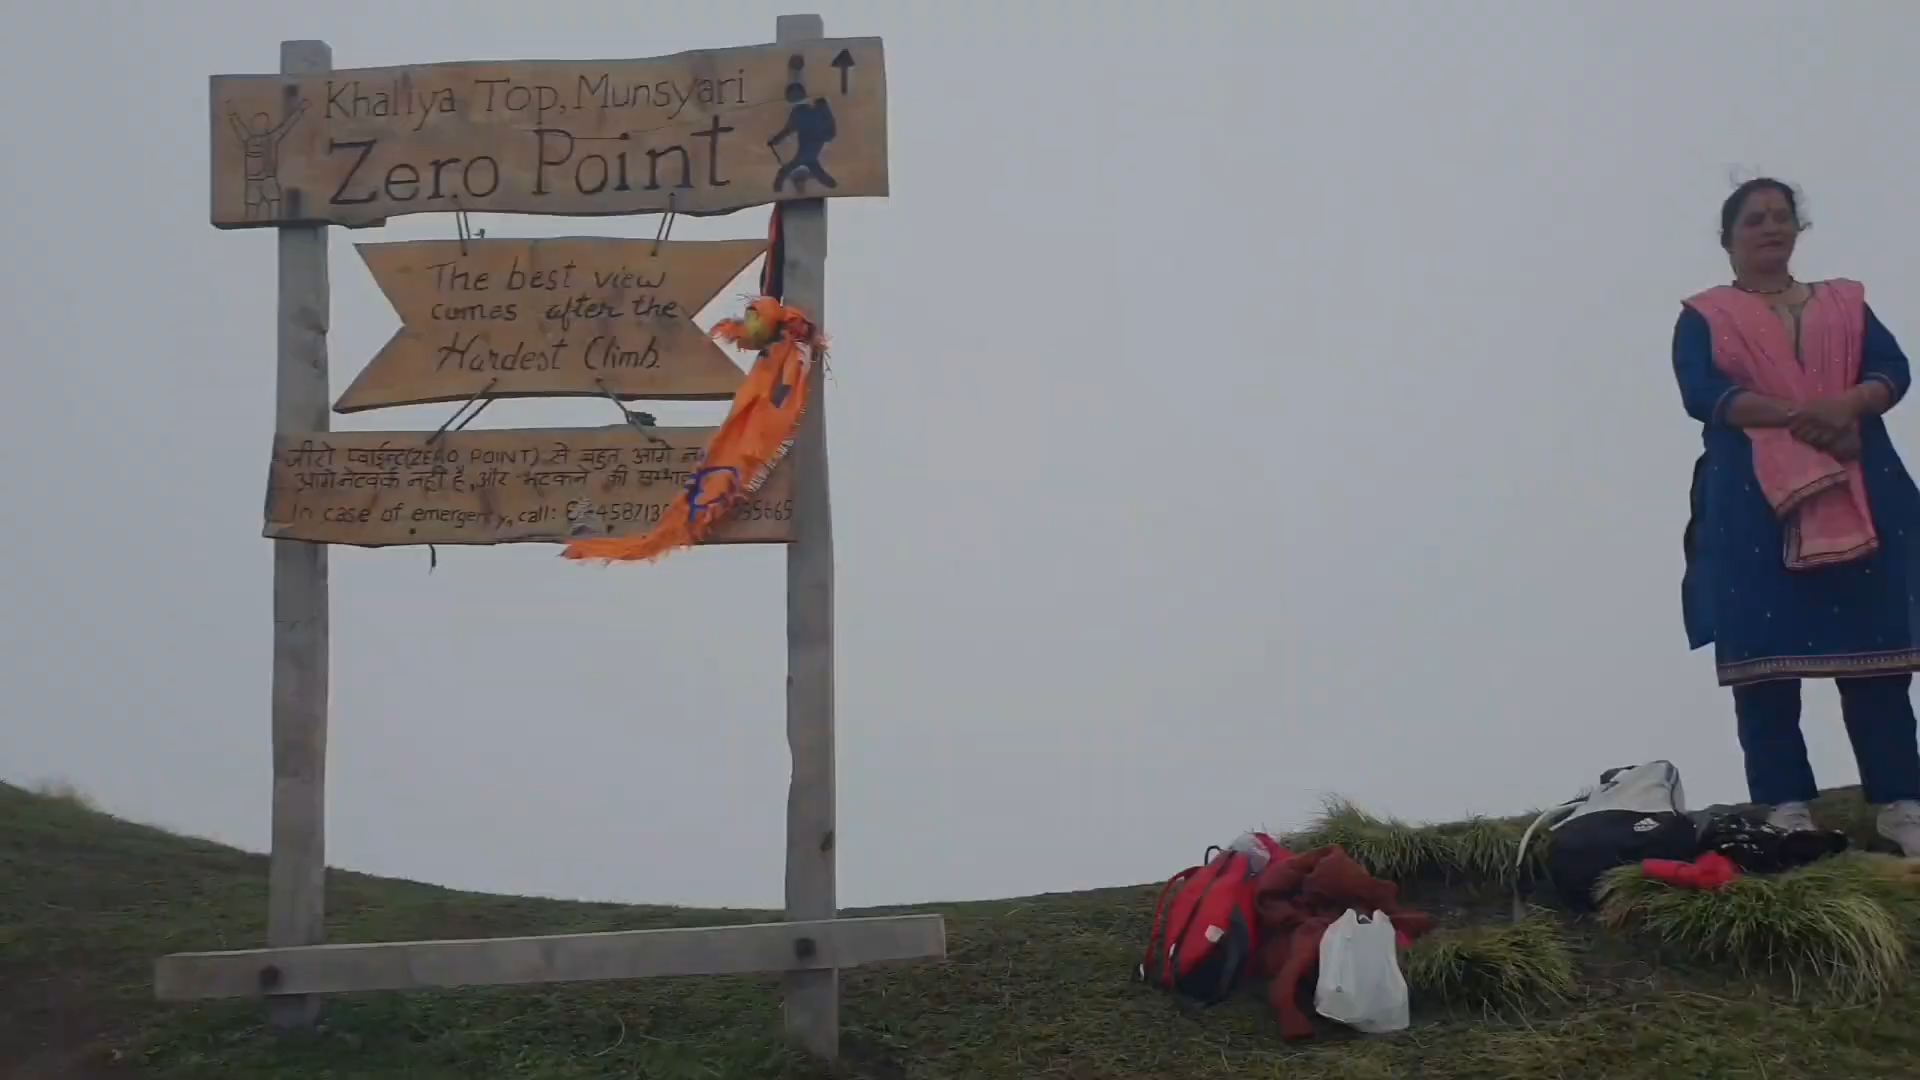 Khaliya Top, Munsyari
Zero Point
The best view
comes after the
Hardest Climb.
जीरो प्वाईन्ट(ZERO POINT) से बहुत आगे
आगे नेटवर्क नहीं है, और भटकने की
In case of emergency, call: